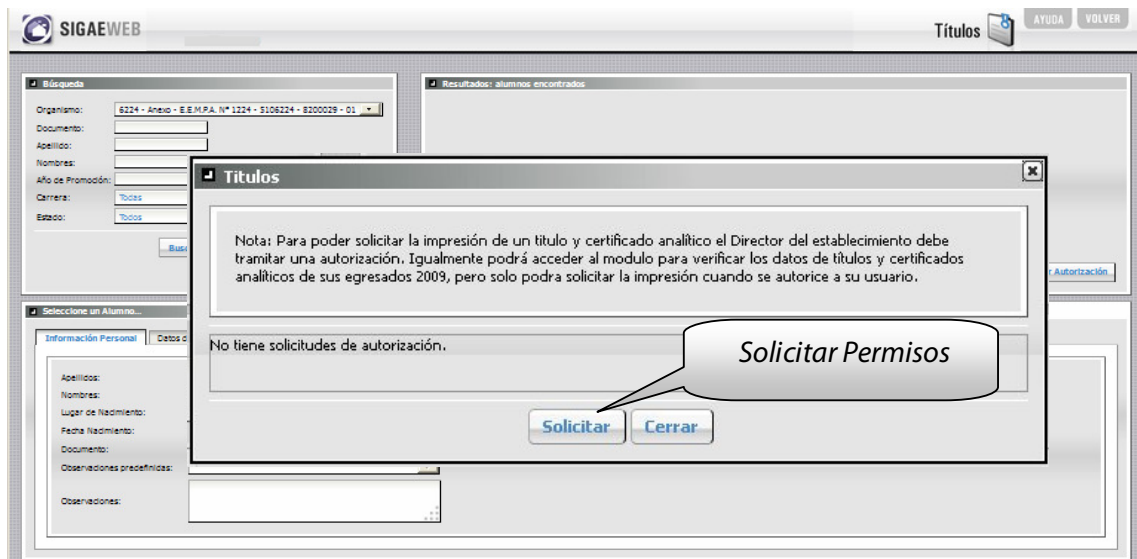 SIGAEWEB
Títulos
AYUDA
VOLVER
Búsqueda
Organismo: 6224 - Anexo - E.E.M.P.A. Nº 1224 - 5106224 - 8200029 - 01
Documento:
Apellido:
Nombres:
Año de Promoción:
Carrera: Todas
Estado: Todos
Resultados: alumnos encontrados
r Autorización
Titulos
Nota: Para poder solicitar la impresión de un titulo y certificado analítico el Director del establecimiento debe
tramitar una autorización. Igualmente podrá acceder al modulo para verificar los datos de títulos y certificados
analíticos de sus egresados 2009, pero solo podra solicitar la impresión cuando se autorice a su usuario.
No tiene solicitudes de autorización.
Solicitar Permisos
Solicitar
Cerrar
Seleccione un Alumno...
Información Personal
Datos d
Apellidos:
Nombres:
Lugar de Nacimiento:
Fecha Nacimiento:
Documento:
Observaciones predefinidas:
Observaciones: